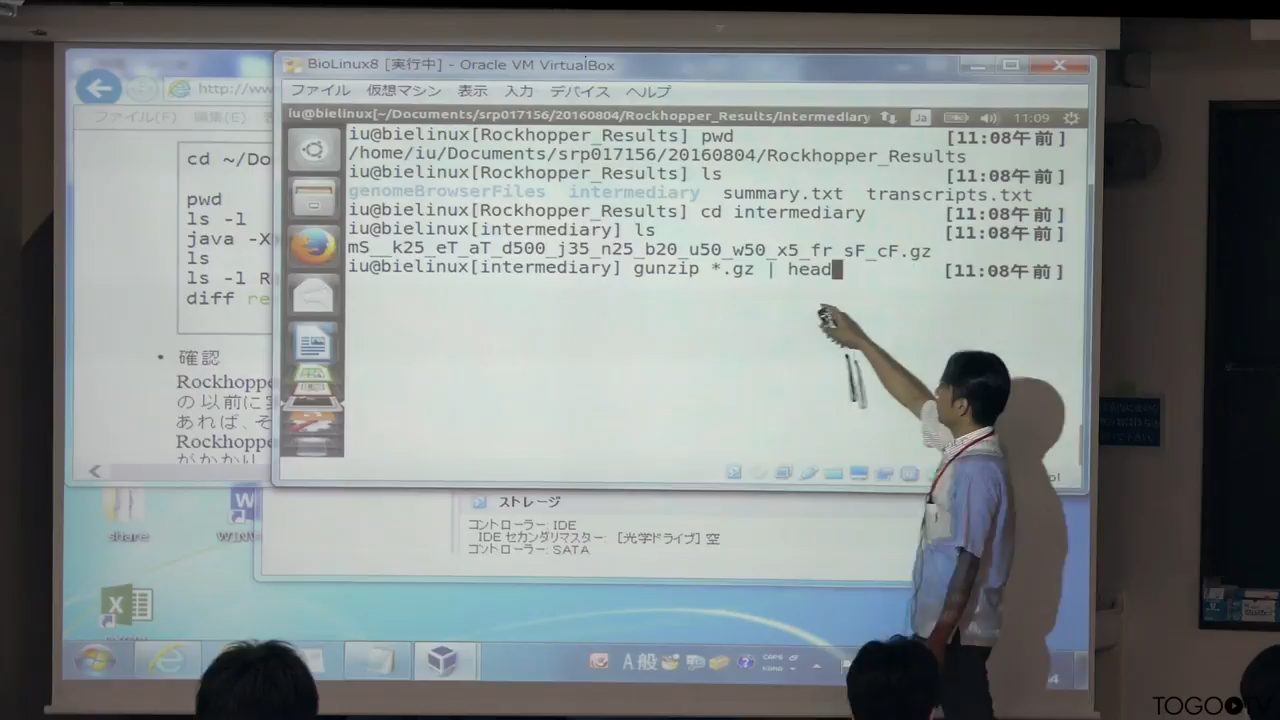 BioLinux8 [実行中] - Oracle VM VirtualBox
ファイル 仮想マシン 表示 入力 デバイス ヘルプ
iu@bielinux[~/Documents/srp017156/20160804/Rockhopper_Results/intermediary Ja 11:09
iu@bielinux[Rockhopper_Results] pwd [11:08午前]
/home/iu/Documents/srp017156/20160804/Rockhopper_Results
iu@bielinux[Rockhopper_Results] ls [11:08午前]
genomeBrowserFiles intermediary summary.txt transcripts.txt
iu@bielinux[Rockhopper_Results] cd intermediary [11:08午前]
iu@bielinux[intermediary] ls [11:08午前]
mS__k25_eT_aT_d500_j35_n25_b20_u50_w50_x5_fr_sF_cF.gz
iu@bielinux[intermediary] gunzip *.gz | head [11:08午前]
http://ww
ファイル(F) 編集(E)
cd ~/Do
pwd
ls -l
java -X
ls
ls -l R
diff re
• 確認
Rockhoppe
の以前に
あれば、そ
Rockhoppe
がかかり
ストレージ
コントローラー: IDE
IDE セカンダリマスター: [光学ドライブ] 空
コントローラー: SATA
share
A 般
CAPS
KANA
TOGO TV